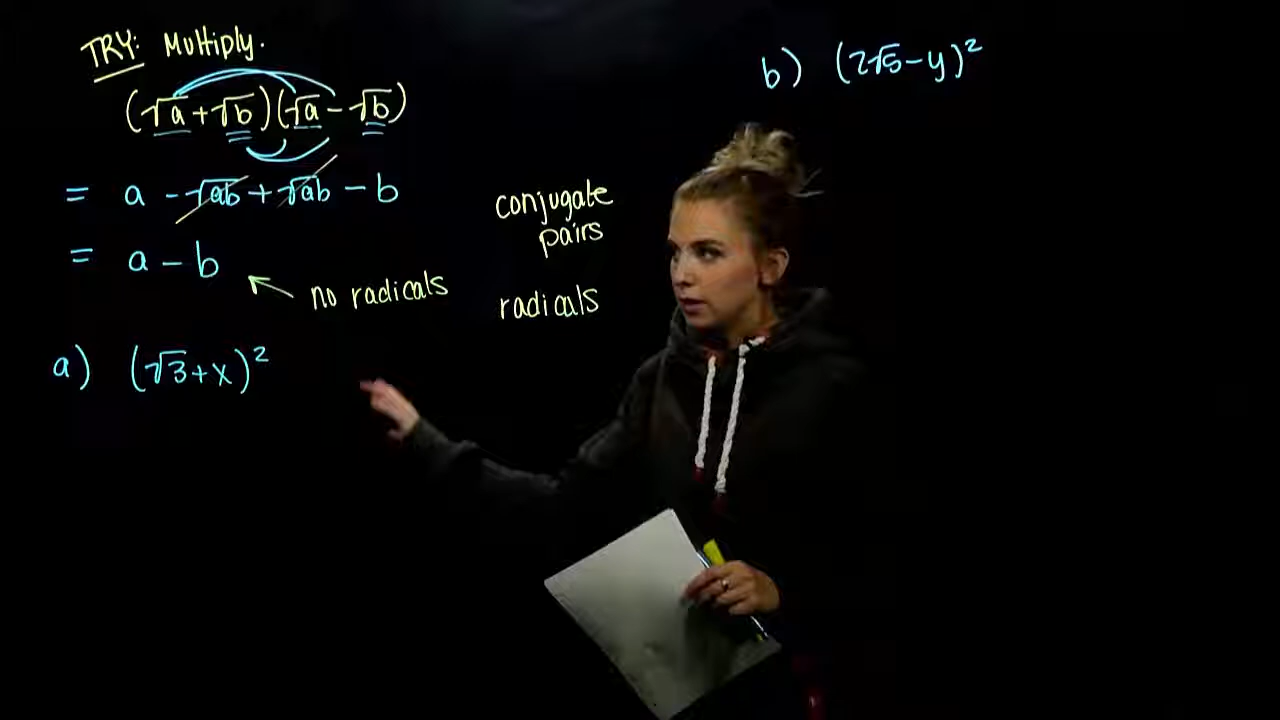 TRY: Multiply.
(√a + √b)(√a - √b)
= a - √ab + √ab - b
= a - b
no radicals
conjugate
pairs
radicals
a) (√3 + x)²
b) (2√5 - y)²